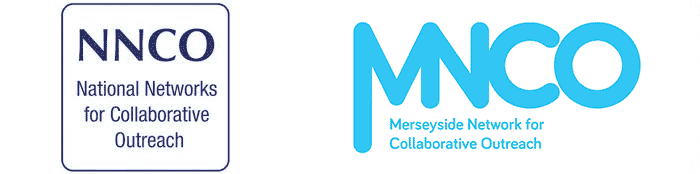 NNCO
National Networks
for Collaborative
Outreach
MNCO
Merseyside Network for
Collaborative Outreach